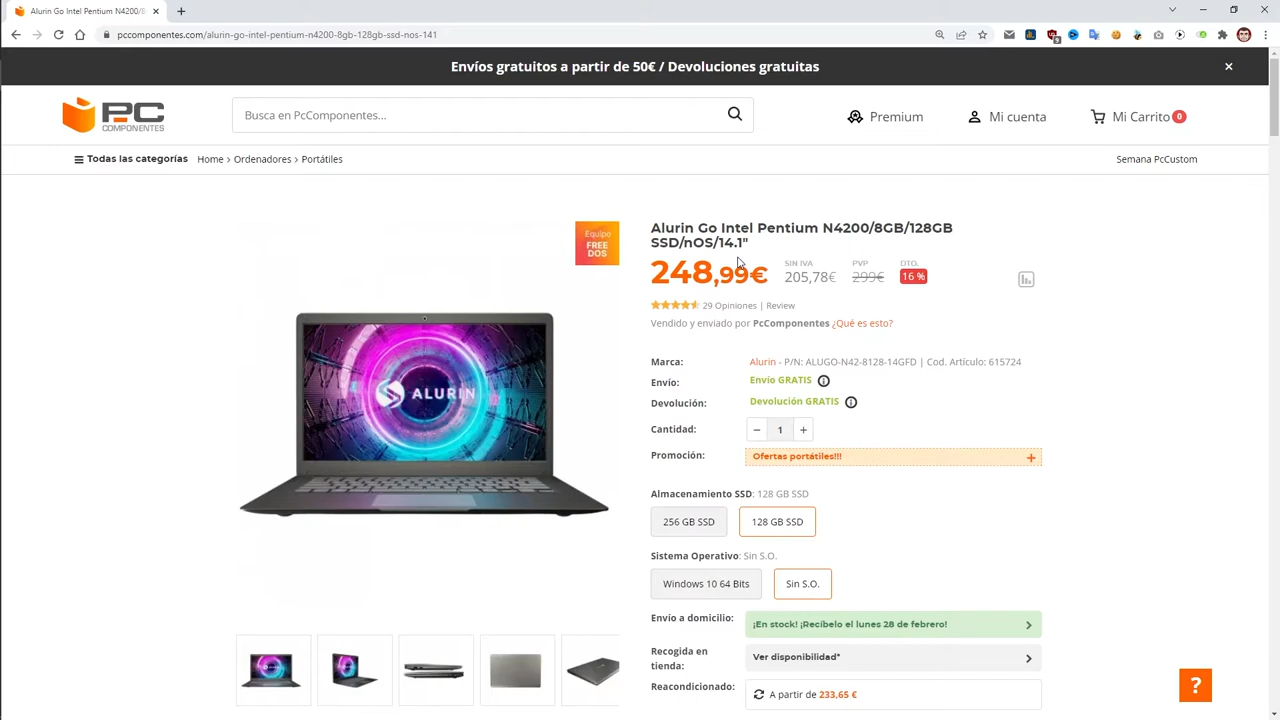 Alurin Go Intel Pentium N4200/8
pccomponentes.com/alurin-go-intel-pentium-n4200-8gb-128gb-ssd-nos-141
Envíos gratuitos a partir de 50€ / Devoluciones gratuitas
PC COMPONENTES
Busca en PcComponentes...
Premium
Mi cuenta
Mi Carrito 0
Todas las categorías
Home > Ordenadores > Portátiles
Semana PcCustom
Equipo
FREE
DOS
ALURIN
Alurin Go Intel Pentium N4200/8GB/128GB
SSD/nOS/14.1"
248,99€
SIN IVA
205,78€
PVP
299€
DTO.
16 %
29 Opiniones | Review
Vendido y enviado por PcComponentes ¿Qué es esto?
Marca: Alurin - P/N: ALUGO-N42-8128-14GFD | Cod. Artículo: 615724
Envío: Envío GRATIS
Devolución: Devolución GRATIS
Cantidad: − 1 +
Promoción: Ofertas portátiles!!! +
Almacenamiento SSD: 128 GB SSD
256 GB SSD
128 GB SSD
Sistema Operativo: Sin S.O.
Windows 10 64 Bits
Sin S.O.
Envío a domicilio: ¡En stock! ¡Recíbelo el lunes 28 de febrero!
Recogida en
tienda:
Ver disponibilidad*
Reacondicionado: A partir de 233,65 €
?